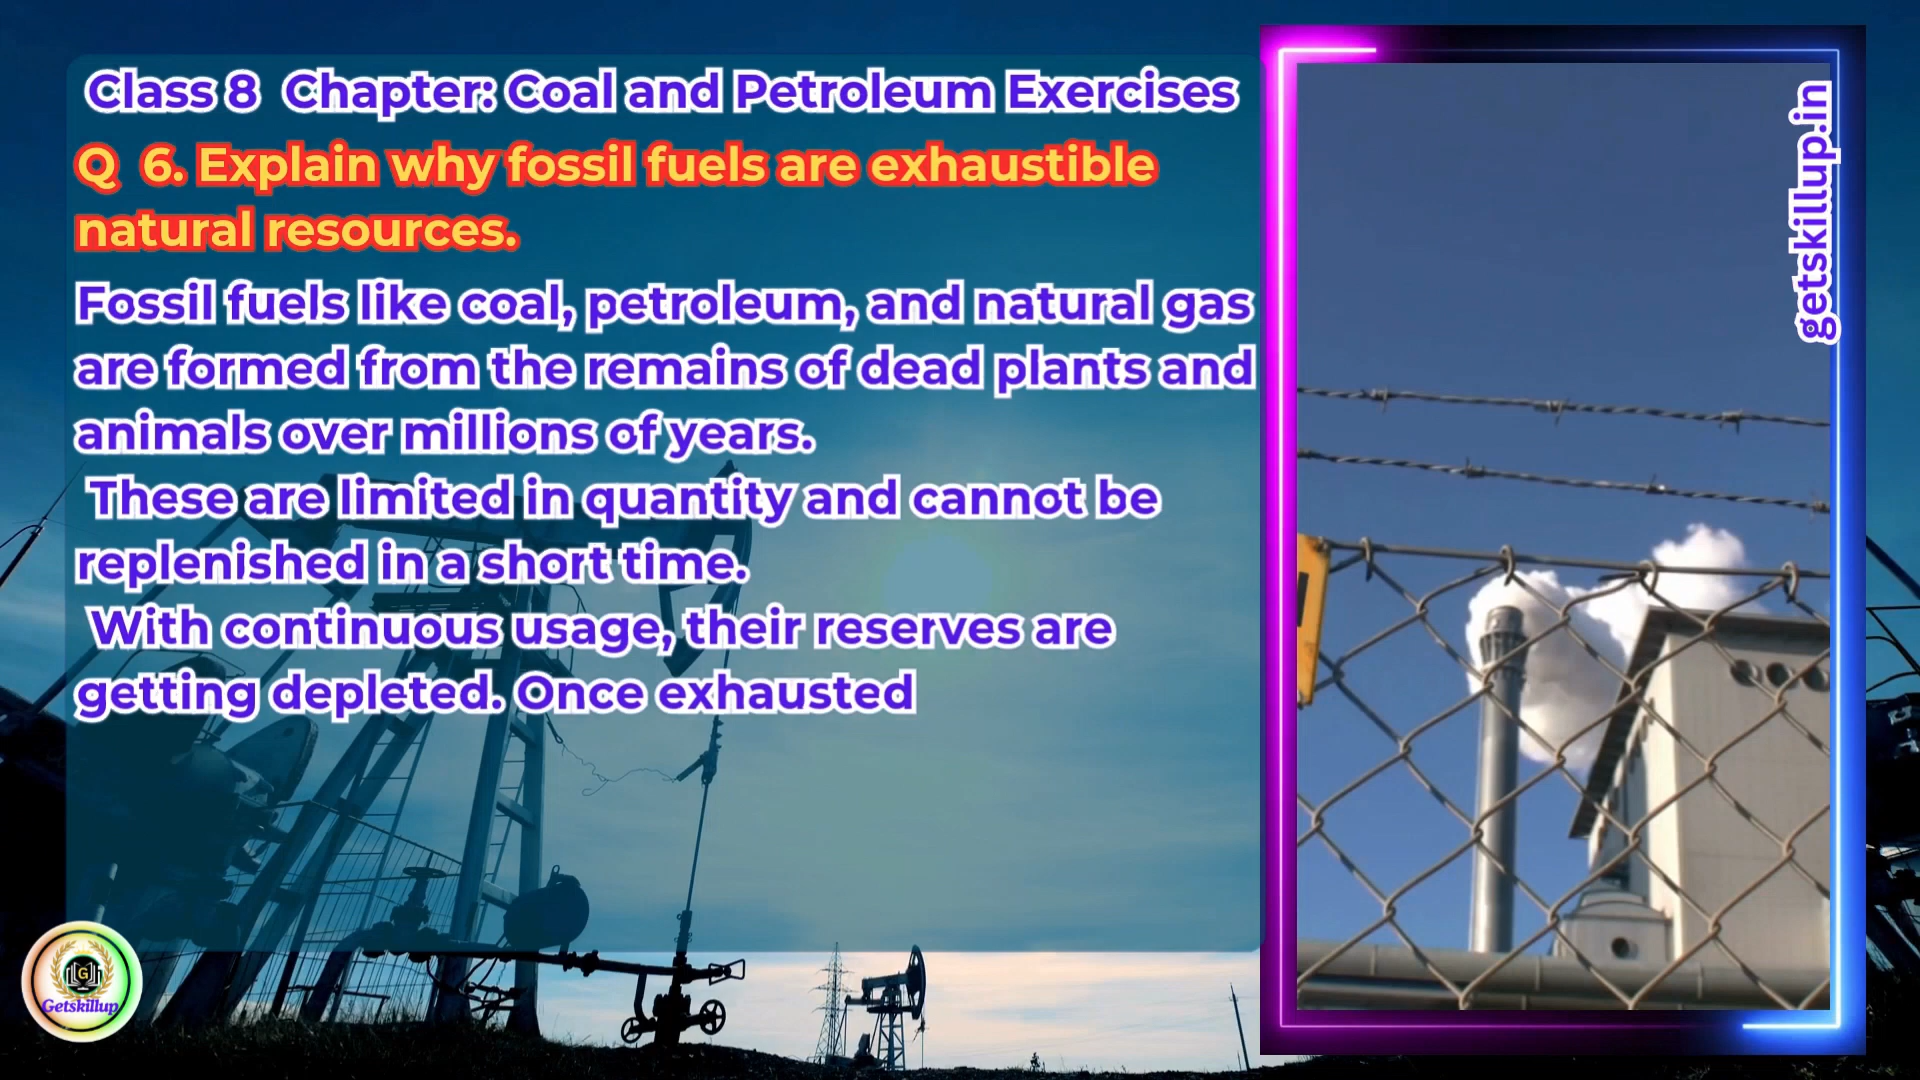 Class 8 Chapter: Coal and Petroleum Exercises
Q 6. Explain why fossil fuels are exhaustible
natural resources.
Fossil fuels like coal, petroleum, and natural gas
are formed from the remains of dead plants and
animals over millions of years.
These are limited in quantity and cannot be
replenished in a short time.
With continuous usage, their reserves are
getting depleted. Once exhausted
getskillup.in
G
Getskillup